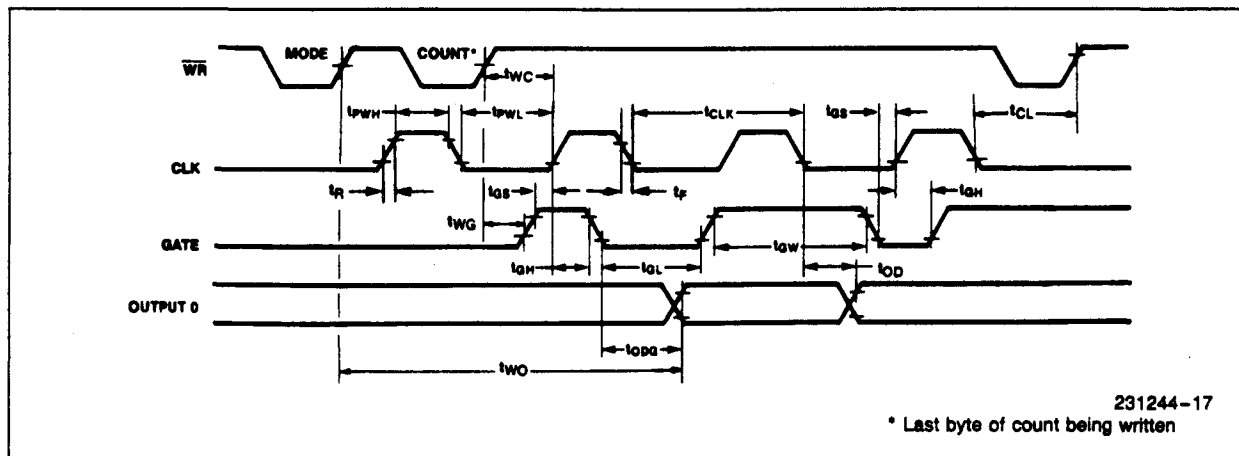 MODE
COUNT*
WR
tWC
tPWH
tPWL
tCLK
tGS
tCL
CLK
tR
tGS
tF
tGH
tWG
GATE
tGH
tGL
tGW
tOD
OUTPUT O
tODG
tWO
231244-17
* Last byte of count being written